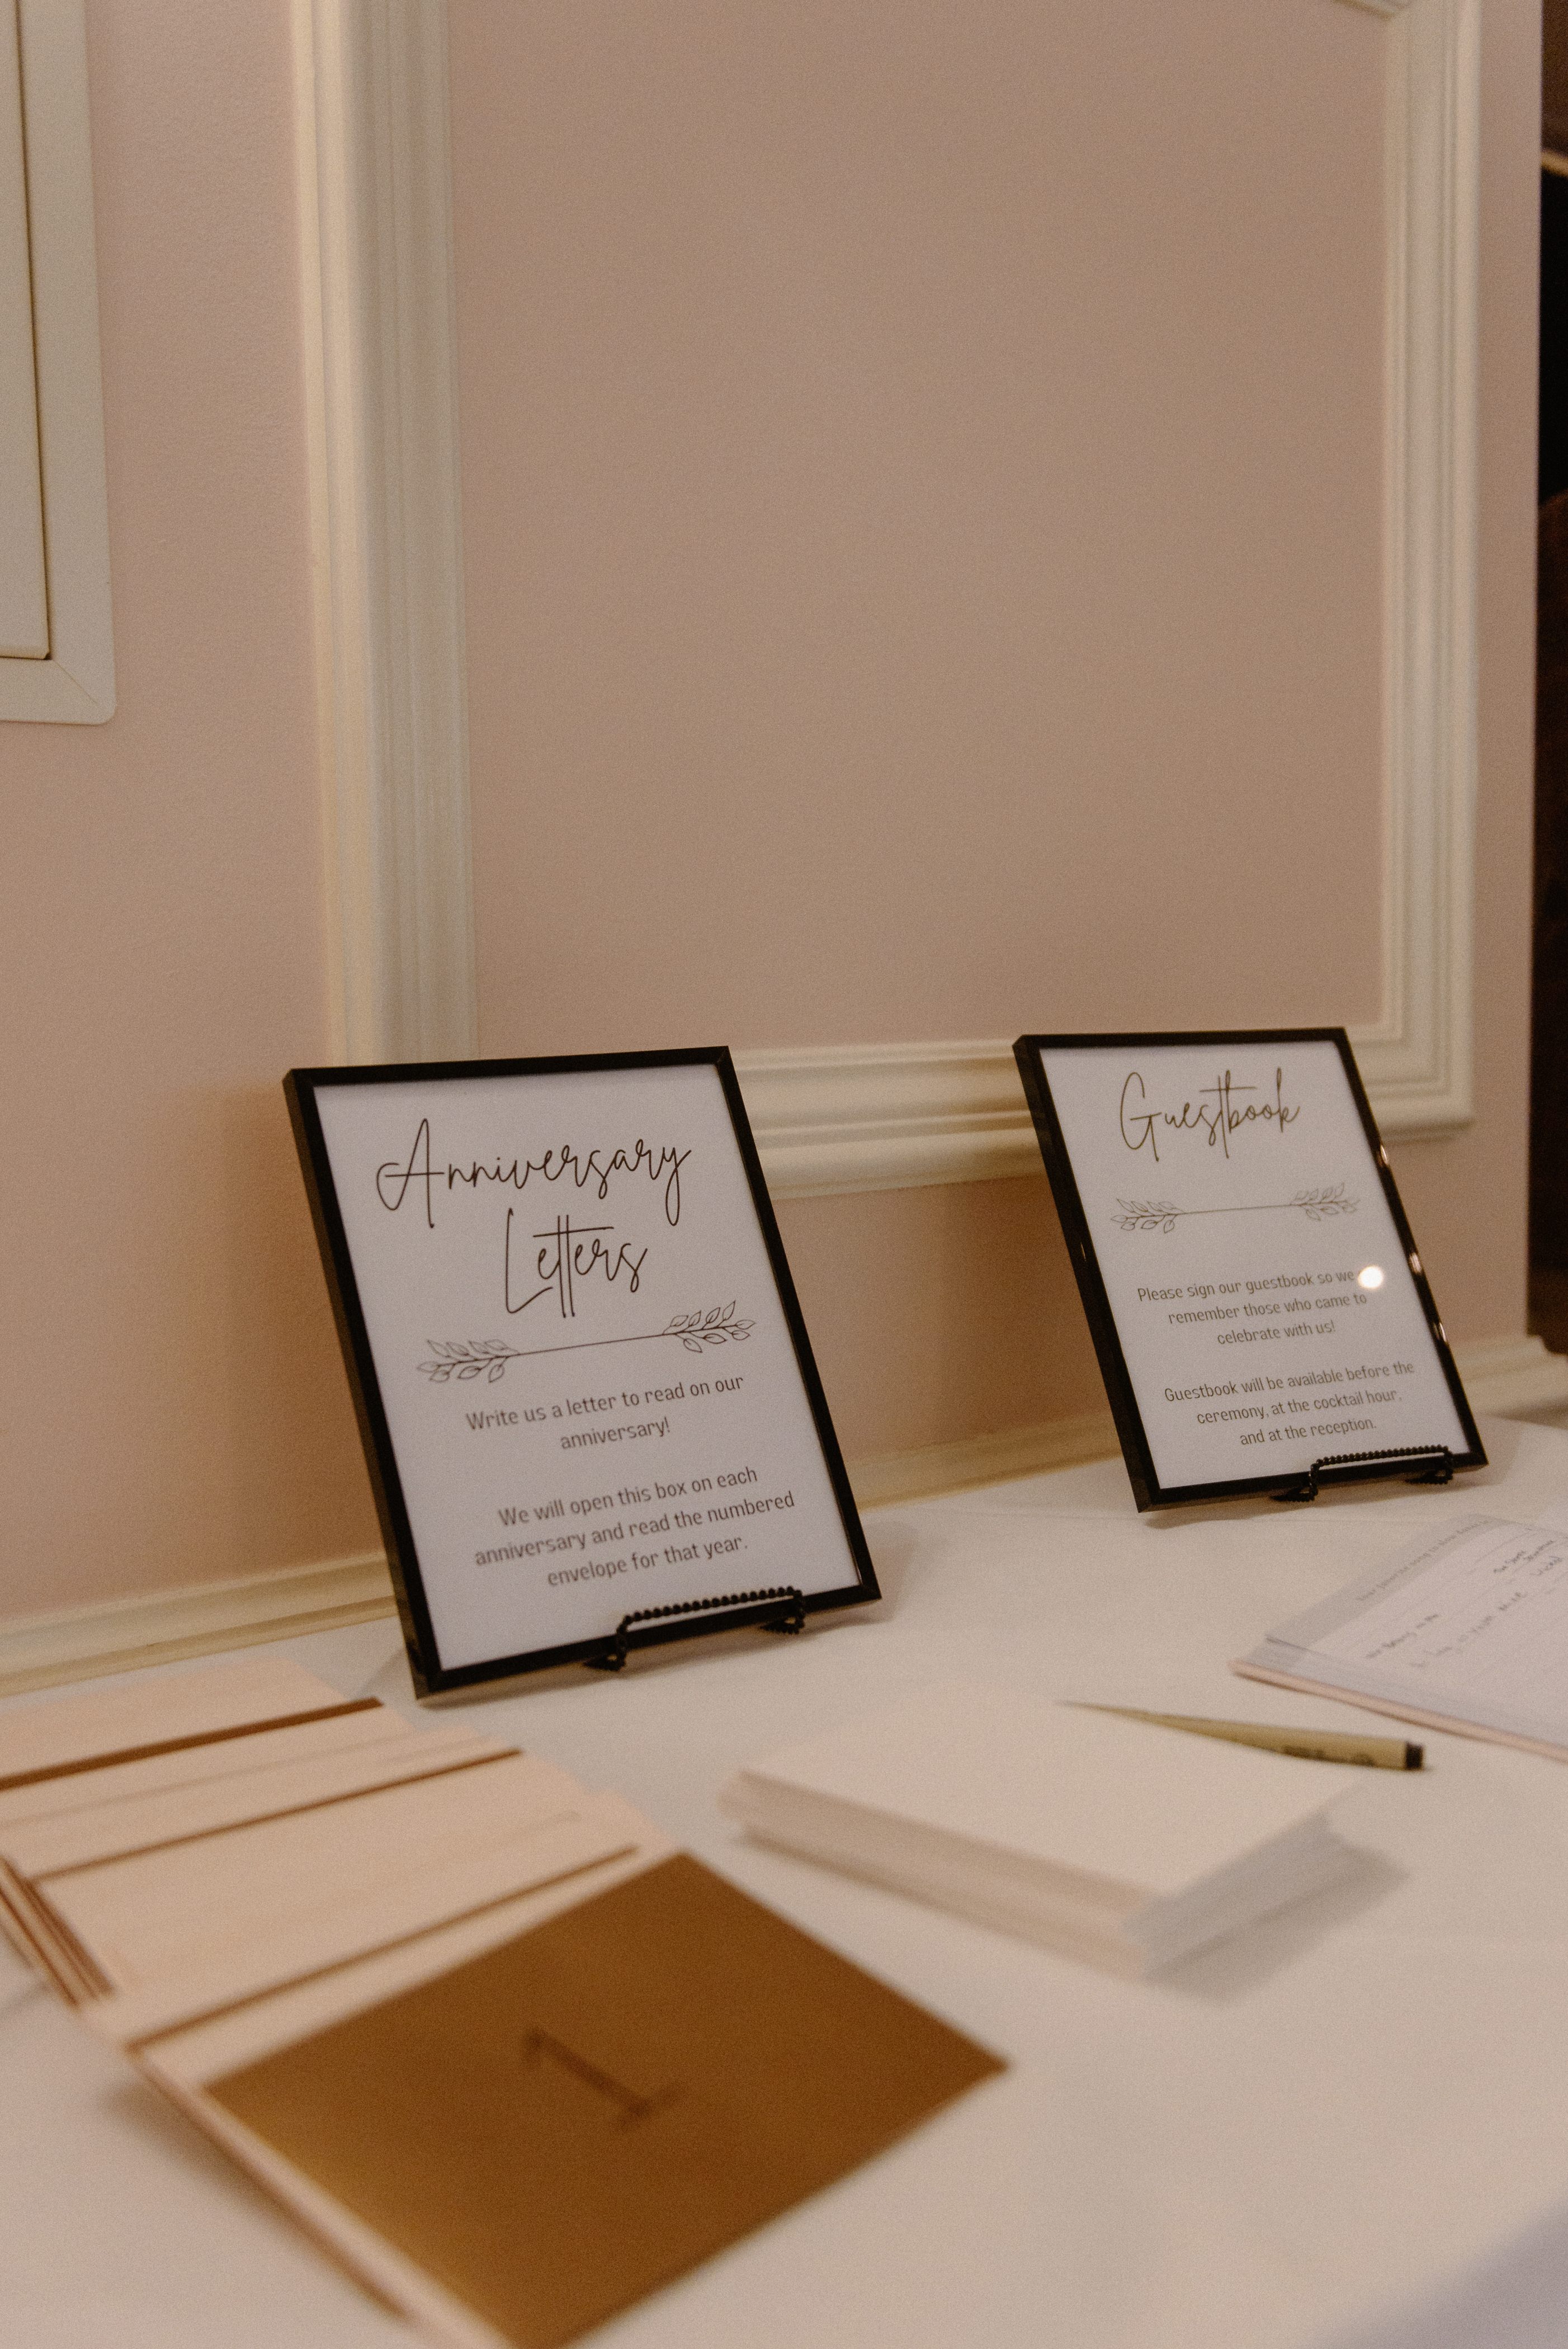 Anniversary
Letters
Write us a letter to read on our
anniversary!
We will open this box on each
anniversary and read the numbered
envelope for that year.
Guestbook
Please sign our guestbook so we
remember those who came to
celebrate with us!
Guestbook will be available before the
ceremony, at the cocktail hour,
and at the reception.
1